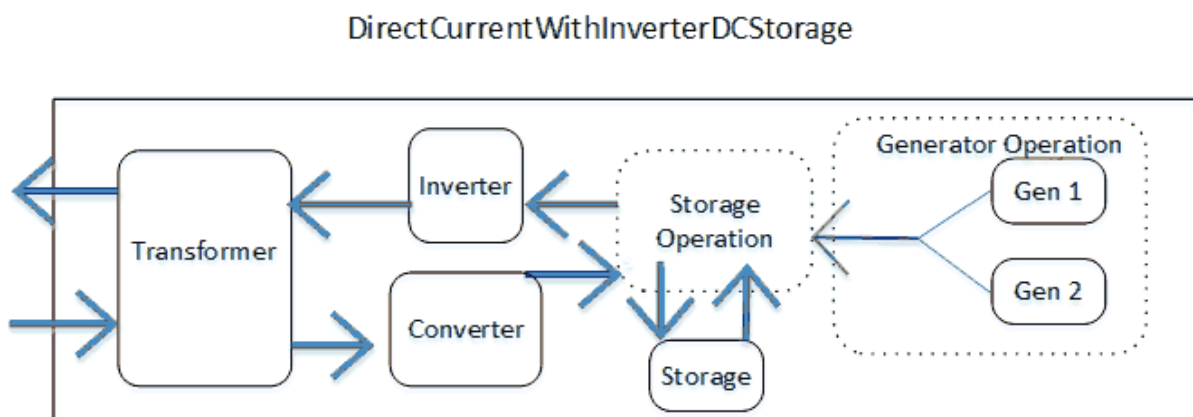 DirectCurrentWithInverterDCStorage
Generator Operation
Inverter
Gen 1
Storage
Operation
Transformer
Gen 2
Converter
Storage